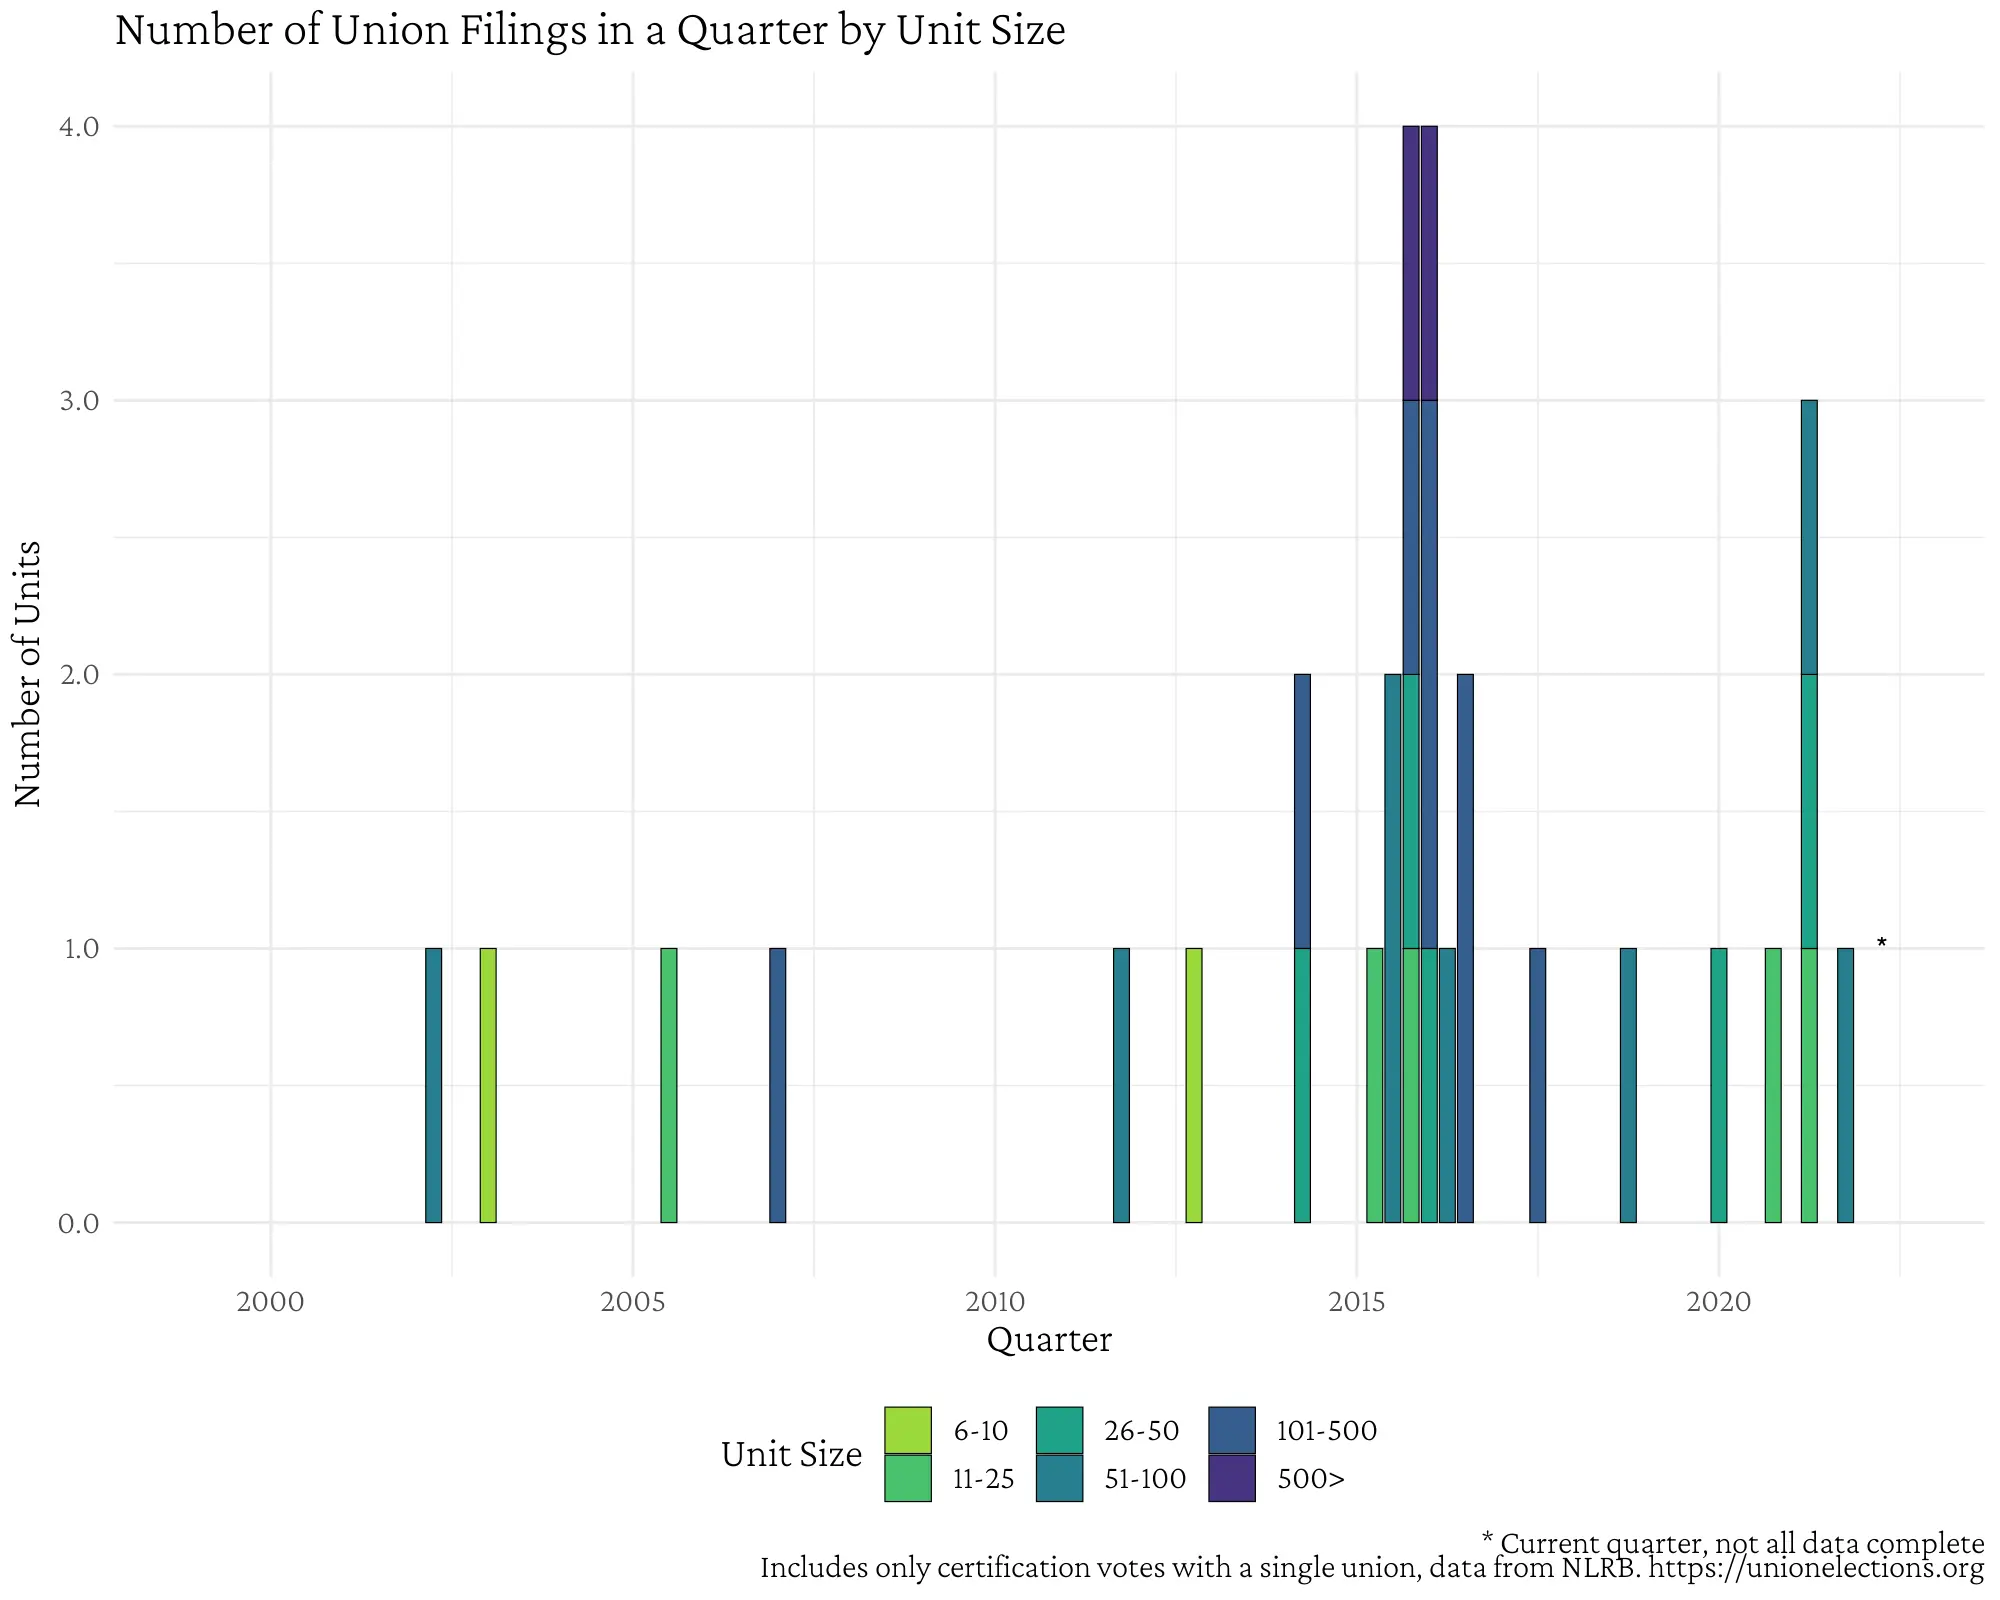 Number of Union Filings in a Quarter by Unit Size
Number of Units
4.0
3.0
2.0
1.0
0.0
*
2000 2005 2010 2015 2020
Quarter
Unit Size
6-10 26-50 101-500
11-25 51-100 500>
* Current quarter, not all data complete
Includes only certification votes with a single union, data from NLRB. https://unionelections.org